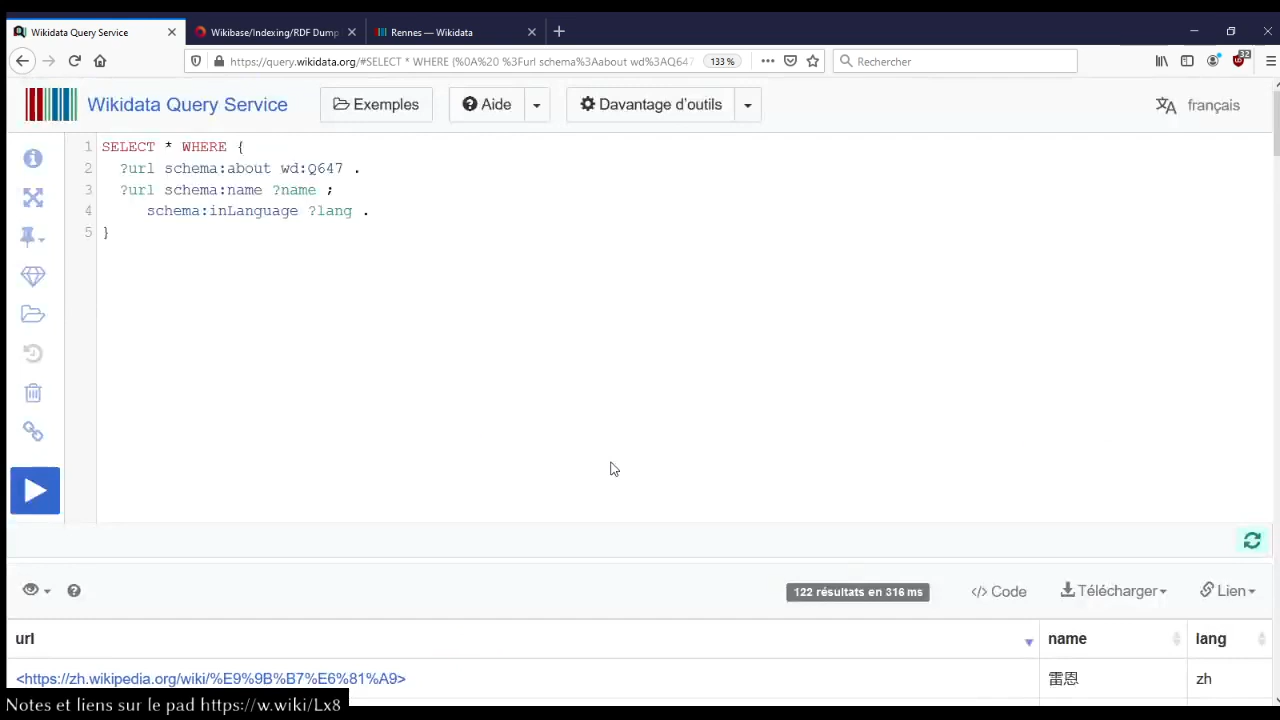 Wikidata Query Service
Wikibase/Indexing/RDF Dump
Rennes — Wikidata
https://query.wikidata.org/#SELECT * WHERE {%0A%20 %3Furl schema%3Aabout wd%3AQ647
133 %
Rechercher
32
Wikidata Query Service
Exemples
Aide
Davantage d'outils
français
1 SELECT * WHERE {
2 ?url schema:about wd:Q647 .
3 ?url schema:name ?name ;
4 schema:inLanguage ?lang .
5 }
122 résultats en 316 ms
</> Code
Télécharger
Lien
url
name
lang
<https://zh.wikipedia.org/wiki/%E9%9B%B7%E6%81%A9>
雷恩
zh
Notes et liens sur le pad https://w.wiki/Lx8